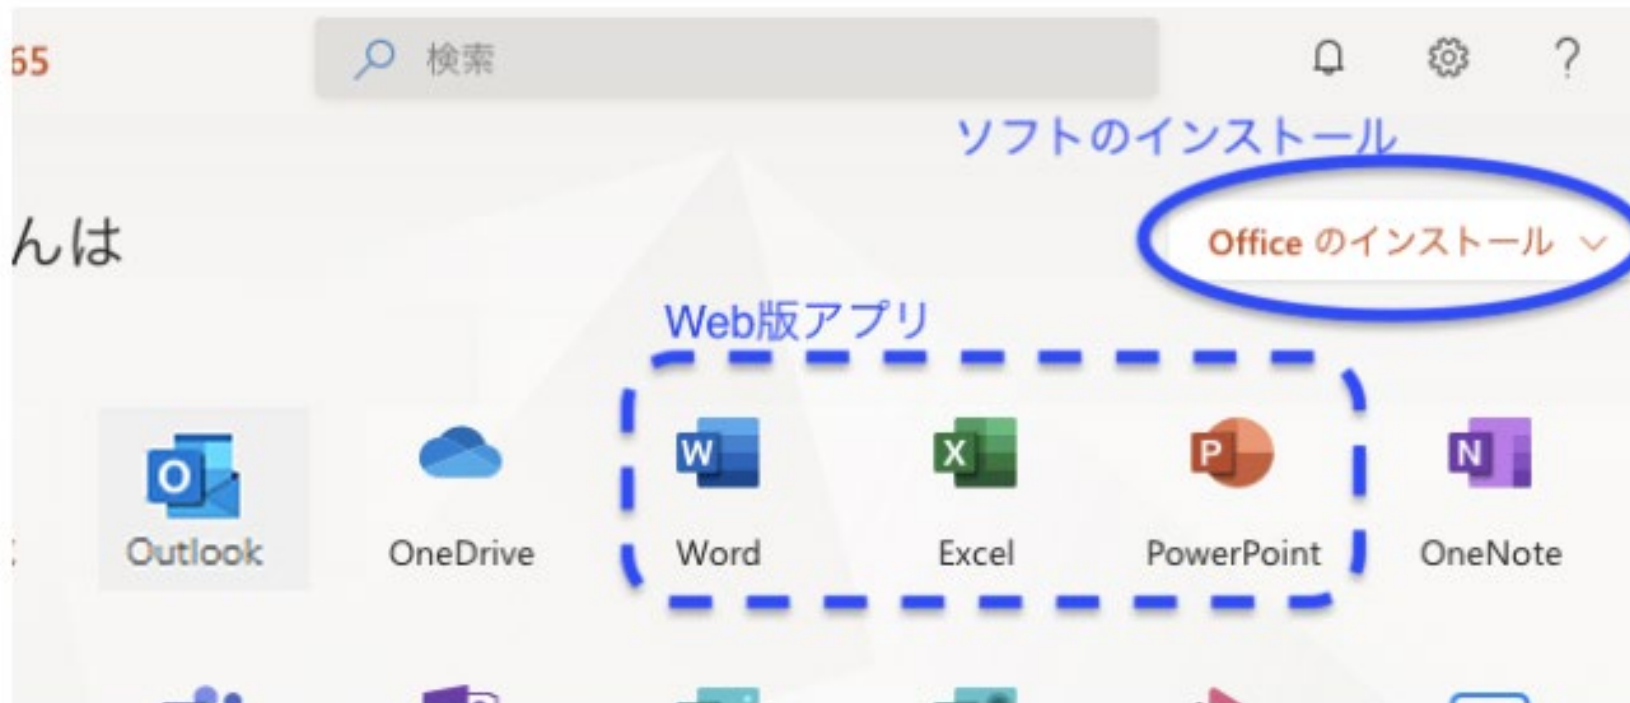 65
検索
?
ソフトのインストール
んは
Office のインストール
Web版アプリ
O
W
X
P
N
Outlook
OneDrive
Word
Excel
PowerPoint
OneNote